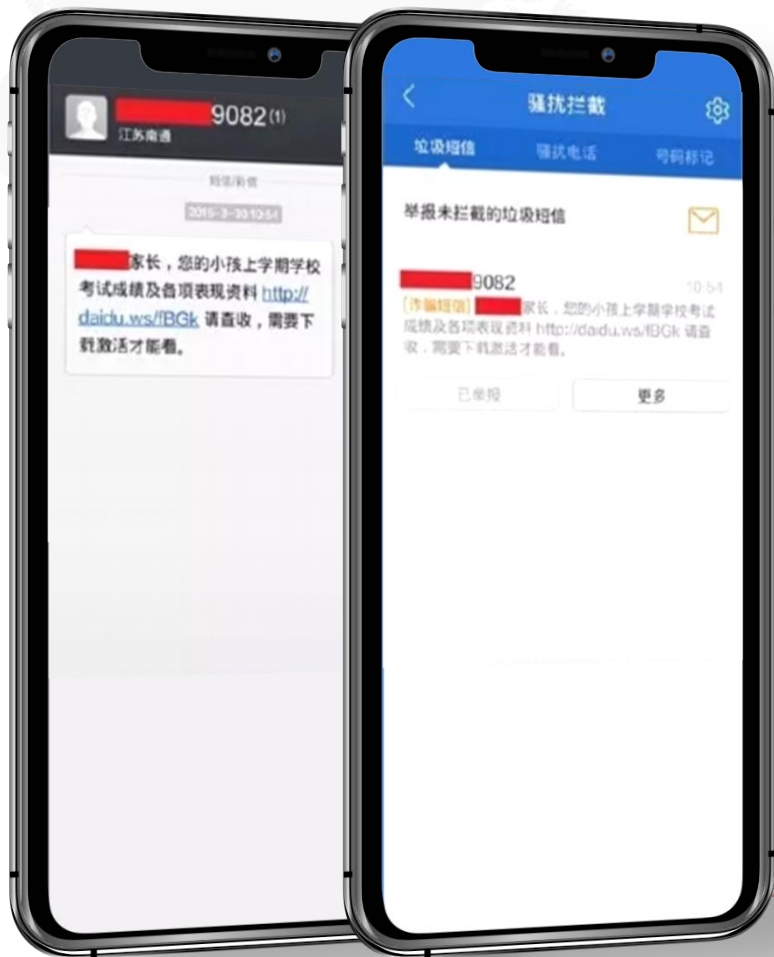 9082(1)
江苏南通
短信/彩信
2015-3-30 10:54
家长,您的小孩上学期学校
考试成绩及各项表现资料 http://
daidu.ws/fBGk 请直收,需要下
载激活才能看。
骚扰拦截
垃圾短信
骚扰电话
号码标记
举报未拦截的垃圾短信
9082
10:54
[诈骗短信] 家长,您的小孩上学期学校考试
成绩及各项表现资料 http://daidu.ws/fBGk 请直
收,需要下载激活才能看。
已举报
更多